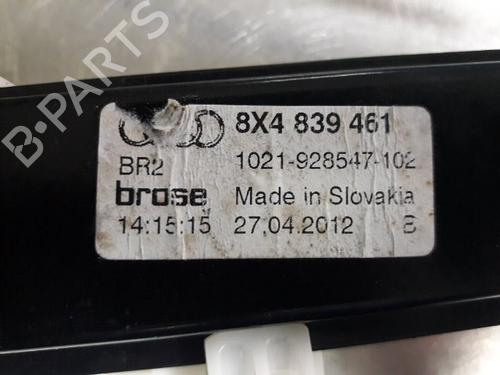 B-PARTS
8X4 839 461
BR2 1021-928547-102
brose Made in Slovakia
14:15:15 27.04.2012